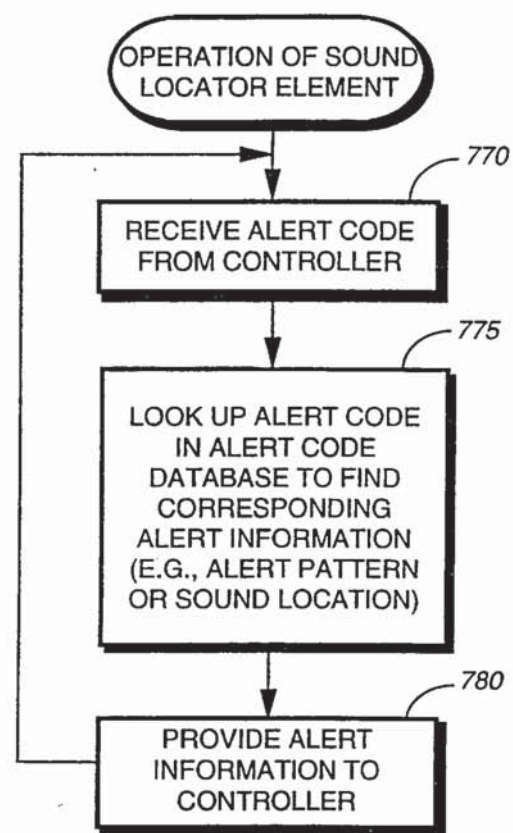 OPERATION OF SOUND
LOCATOR ELEMENT
770
RECEIVE ALERT CODE
FROM CONTROLLER
775
LOOK UP ALERT CODE
IN ALERT CODE
DATABASE TO FIND
CORRESPONDING
ALERT INFORMATION
(E.G., ALERT PATTERN
OR SOUND LOCATION)
780
PROVIDE ALERT
INFORMATION TO
CONTROLLER